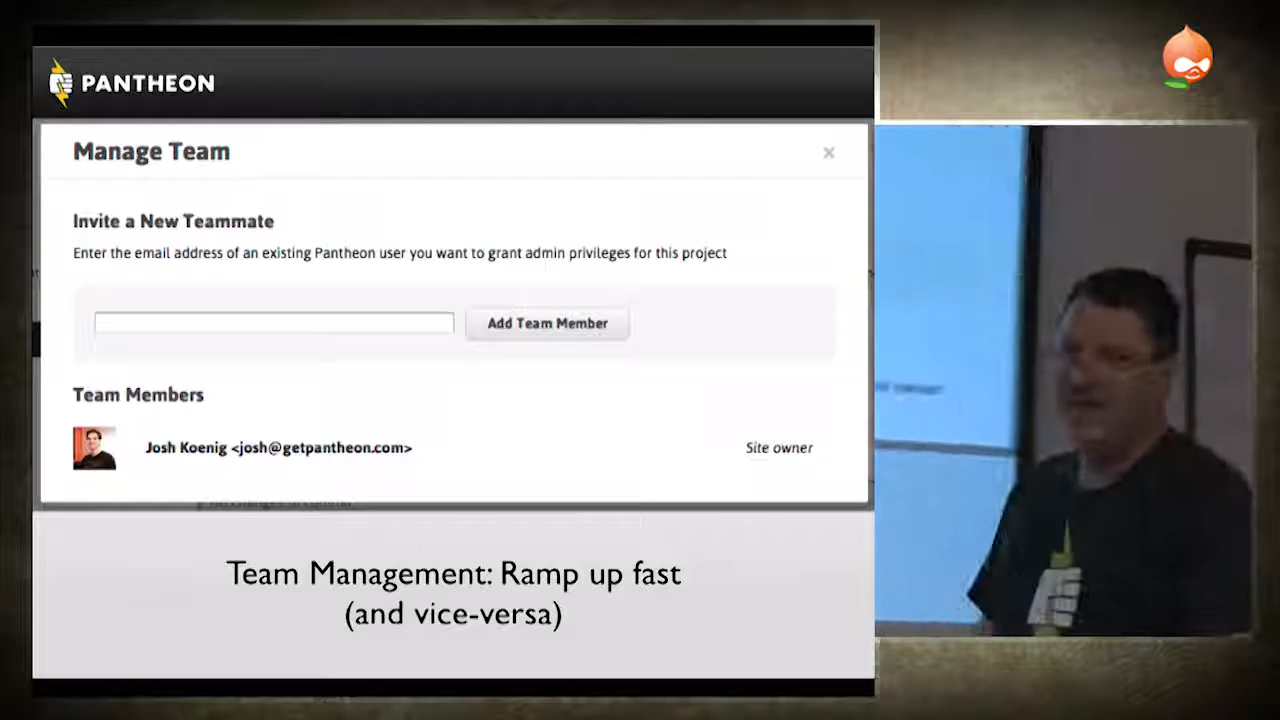 PANTHEON
Manage Team
×
Invite a New Teammate
Enter the email address of an existing Pantheon user you want to grant admin privileges for this project
Add Team Member
Team Members
Josh Koenig <josh@getpantheon.com>
Site owner
Team Management: Ramp up fast
(and vice-versa)